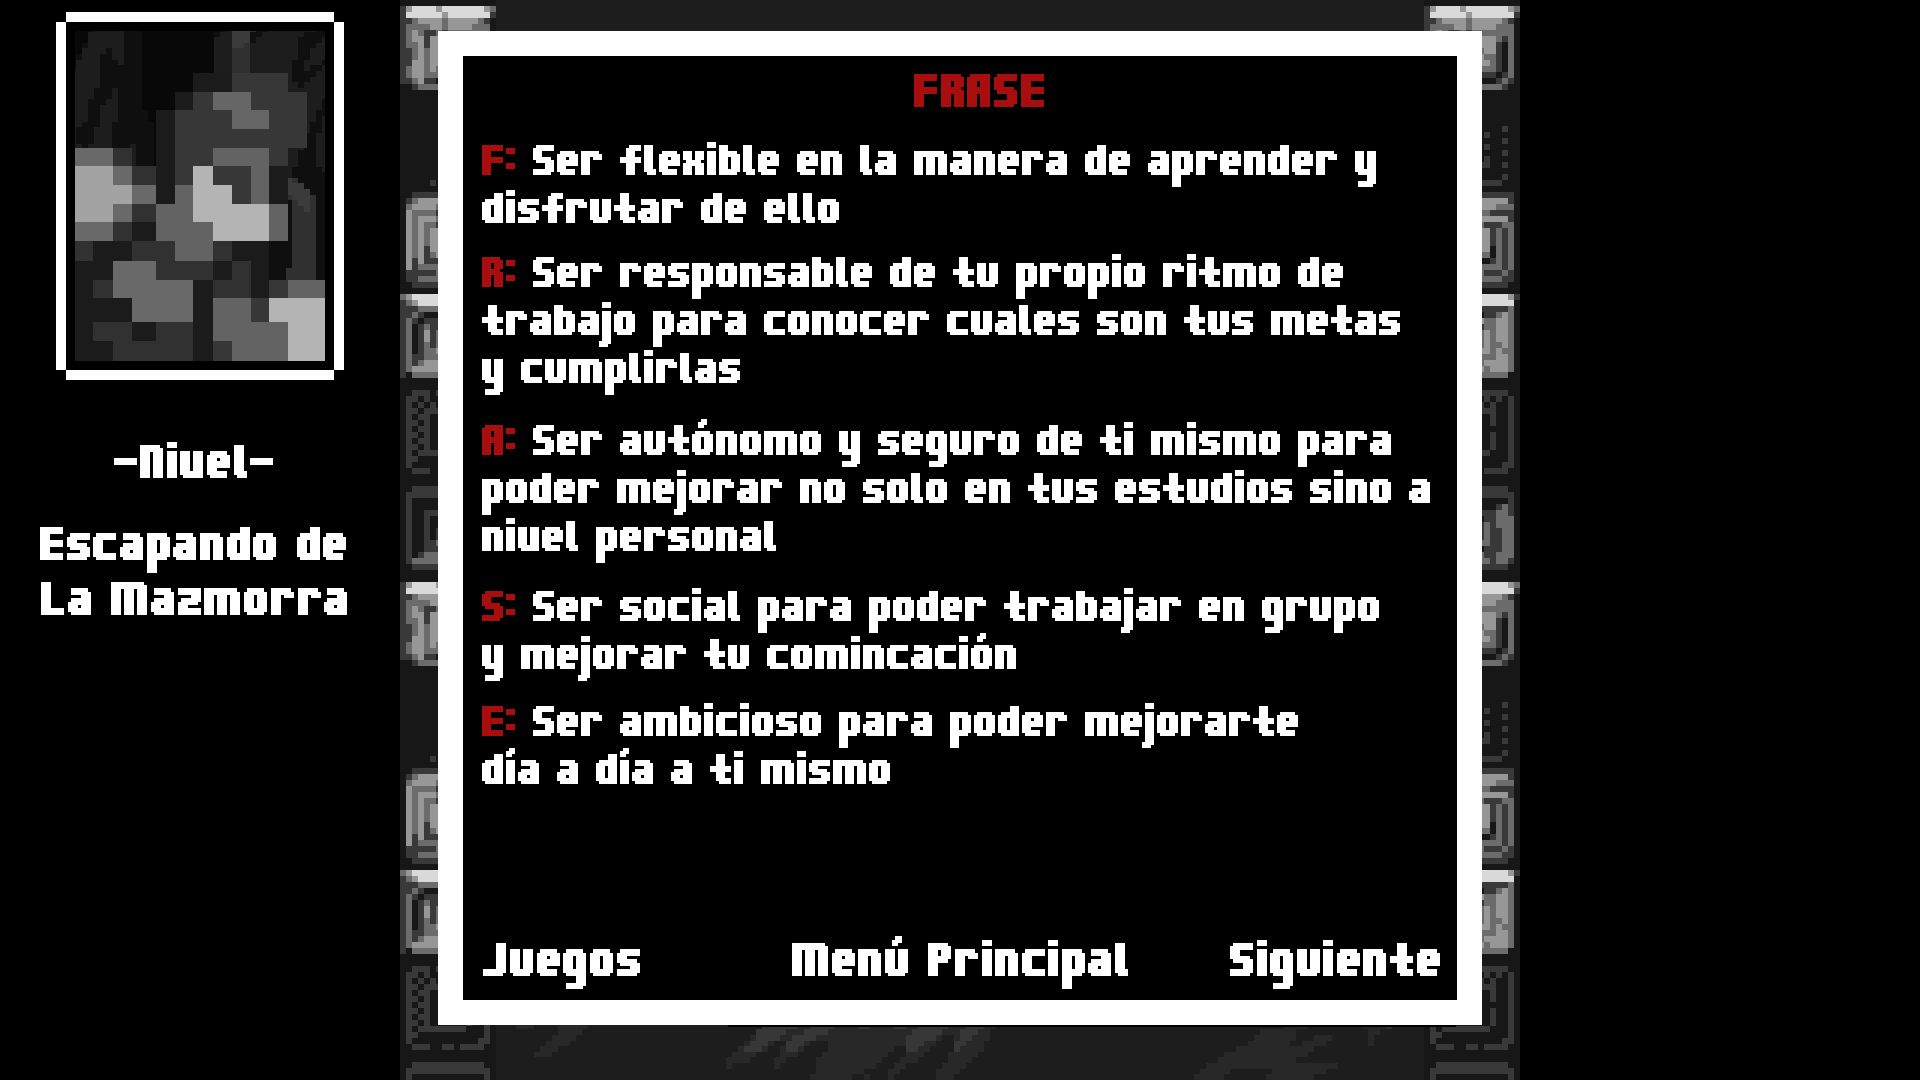 -Nivel-
Escapando de
La Mazmorra
FRASE
F: Ser flexible en la manera de aprender y
disfrutar de ello
R: Ser responsable de tu propio ritmo de
trabajo para conocer cuales son tus metas
y cumplirlas
A: Ser autónomo y seguro de ti mismo para
poder mejorar no solo en tus estudios sino a
nivel personal
S: Ser social para poder trabajar en grupo
y mejorar tu comincación
E: Ser ambicioso para poder mejorarte
día a día a ti mismo
Juegos
Menú Principal
Siguiente